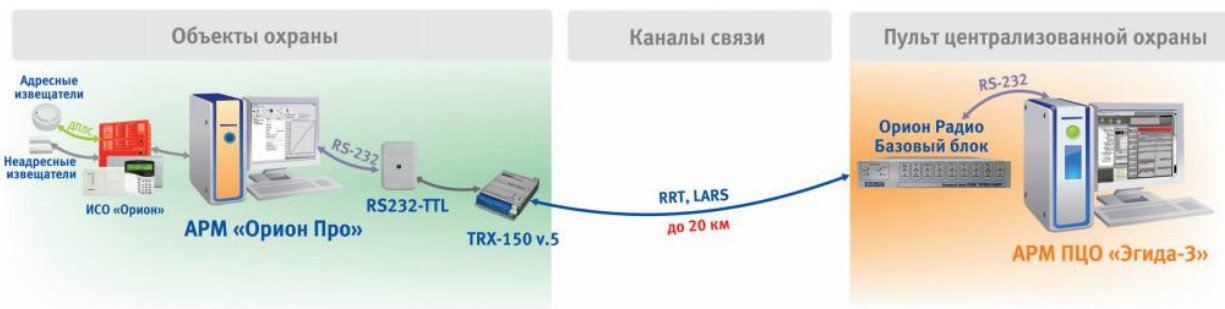 Объекты охраны
Каналы связи
Пульт централизованной охраны
Адресные
извещатели
ДПЛС
Неадресные
извещатели
ИСО «Орион»
АРМ «Орион Про»
RS-232
RS232-TTL
TRX-150 v.5
RRT, LARS
до 20 км
Орион Радио
Базовый блок
RS-232
АРМ ПЦО «Эгида-3»